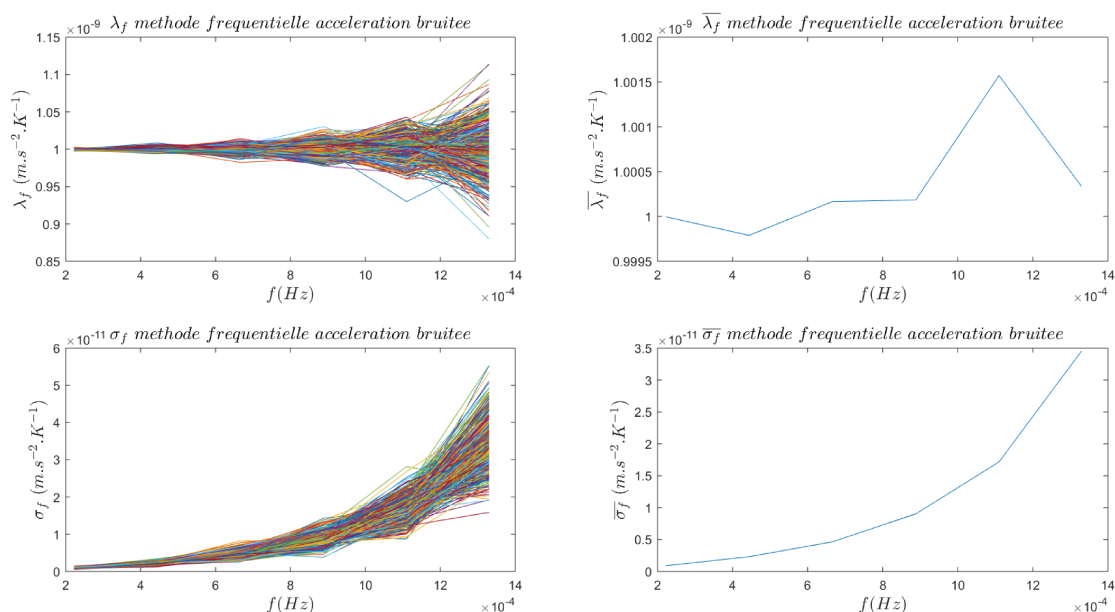 ×10⁻⁹ λ_f methode frequentielle acceleration bruitee
1.15
1.1
1.05
1
0.95
0.9
0.85
λ_f (m.s⁻².K⁻¹)
2 4 6 8 10 12 14
f(Hz)
×10⁻⁴
×10⁻⁹ λ̅_f methode frequentielle acceleration bruitee
1.002
1.0015
1.001
1.0005
1
0.9995
λ̅_f (m.s⁻².K⁻¹)
2 4 6 8 10 12 14
f(Hz)
×10⁻⁴
×10⁻¹¹ σ_f methode frequentielle acceleration bruitee
6
5
4
3
2
1
0
σ_f (m.s⁻².K⁻¹)
2 4 6 8 10 12 14
f(Hz)
×10⁻⁴
×10⁻¹¹ σ̅_f methode frequentielle acceleration bruitee
3.5
3
2.5
2
1.5
1
0.5
0
σ̅_f (m.s⁻².K⁻¹)
2 4 6 8 10 12 14
f(Hz)
×10⁻⁴